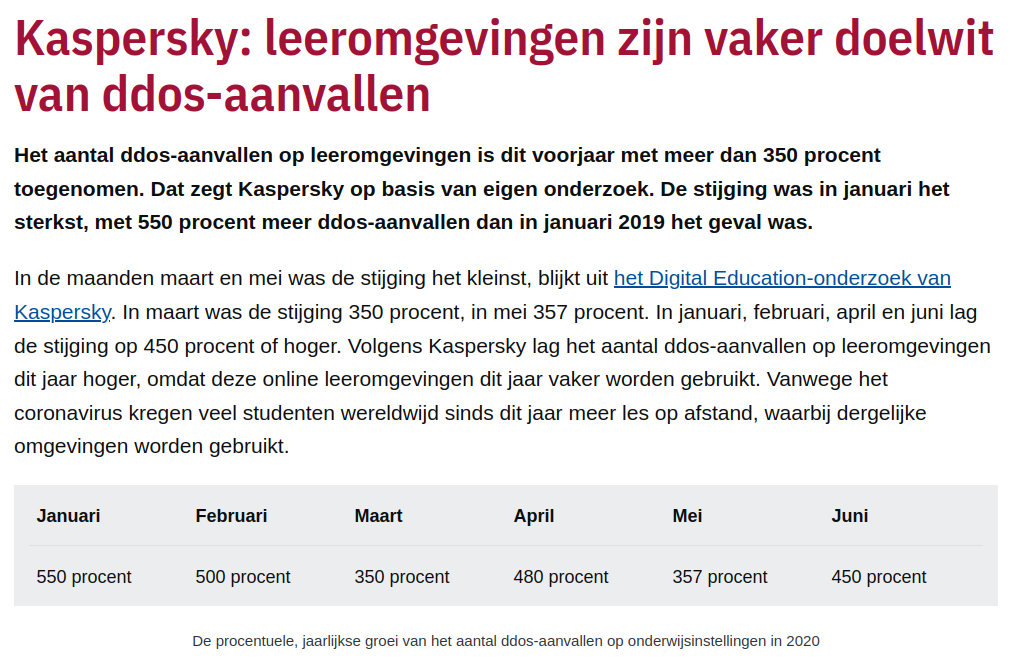 Kaspersky: leeromgevingen zijn vaker doelwit
van ddos-aanvallen
Het aantal ddos-aanvallen op leeromgevingen is dit voorjaar met meer dan 350 procent
toegenomen. Dat zegt Kaspersky op basis van eigen onderzoek. De stijging was in januari het
sterkst, met 550 procent meer ddos-aanvallen dan in januari 2019 het geval was.
In de maanden maart en mei was de stijging het kleinst, blijkt uit het Digital Education-onderzoek van
Kaspersky. In maart was de stijging 350 procent, in mei 357 procent. In januari, februari, april en juni lag
de stijging op 450 procent of hoger. Volgens Kaspersky lag het aantal ddos-aanvallen op leeromgevingen
dit jaar hoger, omdat deze online leeromgevingen dit jaar vaker worden gebruikt. Vanwege het
coronavirus kregen veel studenten wereldwijd sinds dit jaar meer les op afstand, waarbij dergelijke
omgevingen worden gebruikt.
Januari Februari Maart April Mei Juni
550 procent 500 procent 350 procent 480 procent 357 procent 450 procent
De procentuele, jaarlijkse groei van het aantal ddos-aanvallen op onderwijsinstellingen in 2020